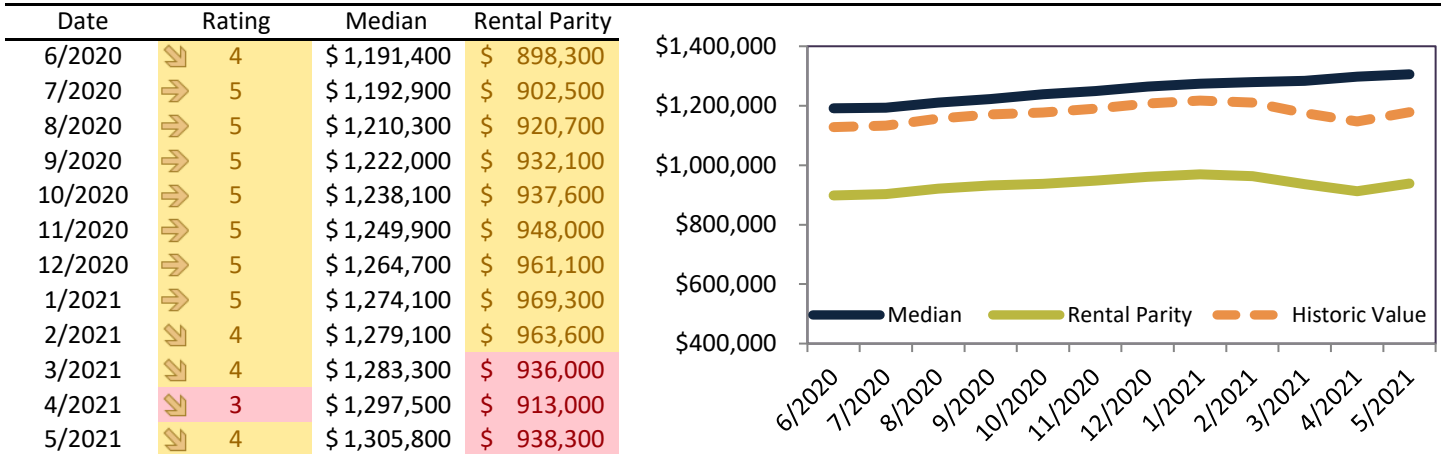 Date Rating Median Rental Parity
6/2020 4 $ 1,191,400 $ 898,300
7/2020 5 $ 1,192,900 $ 902,500
8/2020 5 $ 1,210,300 $ 920,700
9/2020 5 $ 1,222,000 $ 932,100
10/2020 5 $ 1,238,100 $ 937,600
11/2020 5 $ 1,249,900 $ 948,000
12/2020 5 $ 1,264,700 $ 961,100
1/2021 5 $ 1,274,100 $ 969,300
2/2021 4 $ 1,279,100 $ 963,600
3/2021 4 $ 1,283,300 $ 936,000
4/2021 3 $ 1,297,500 $ 913,000
5/2021 4 $ 1,305,800 $ 938,300
$1,400,000
$1,200,000
$1,000,000
$800,000
$600,000
$400,000
Median Rental Parity Historic Value
6/2020 7/2020 8/2020 9/2020 10/2020 11/2020 12/2020 1/2021 2/2021 3/2021 4/2021 5/2021